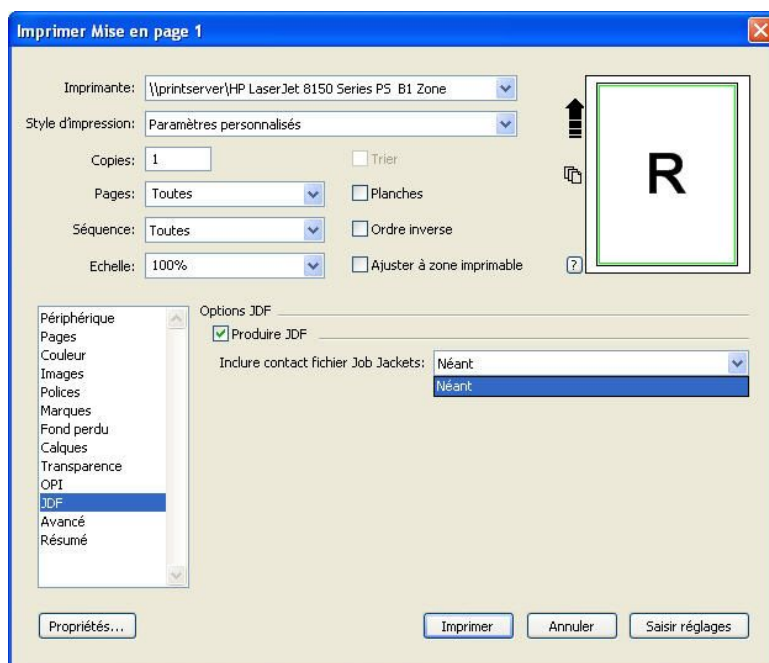 Imprimer Mise en page 1
Imprimante: \\printserver\HP LaserJet 8150 Series PS B1 Zone
Style d'impression: Paramètres personnalisés
Copies: 1 Trier
Pages: Toutes Planches
Séquence: Toutes Ordre inverse
Echelle: 100% Ajuster à zone imprimable ?
R
Périphérique
Pages
Couleur
Images
Polices
Marques
Fond perdu
Calques
Transparence
OPI
JDF
Avancé
Résumé
Options JDF
Produire JDF
Inclure contact fichier Job Jackets: Néant
Néant
Propriétés... Imprimer Annuler Saisir réglages